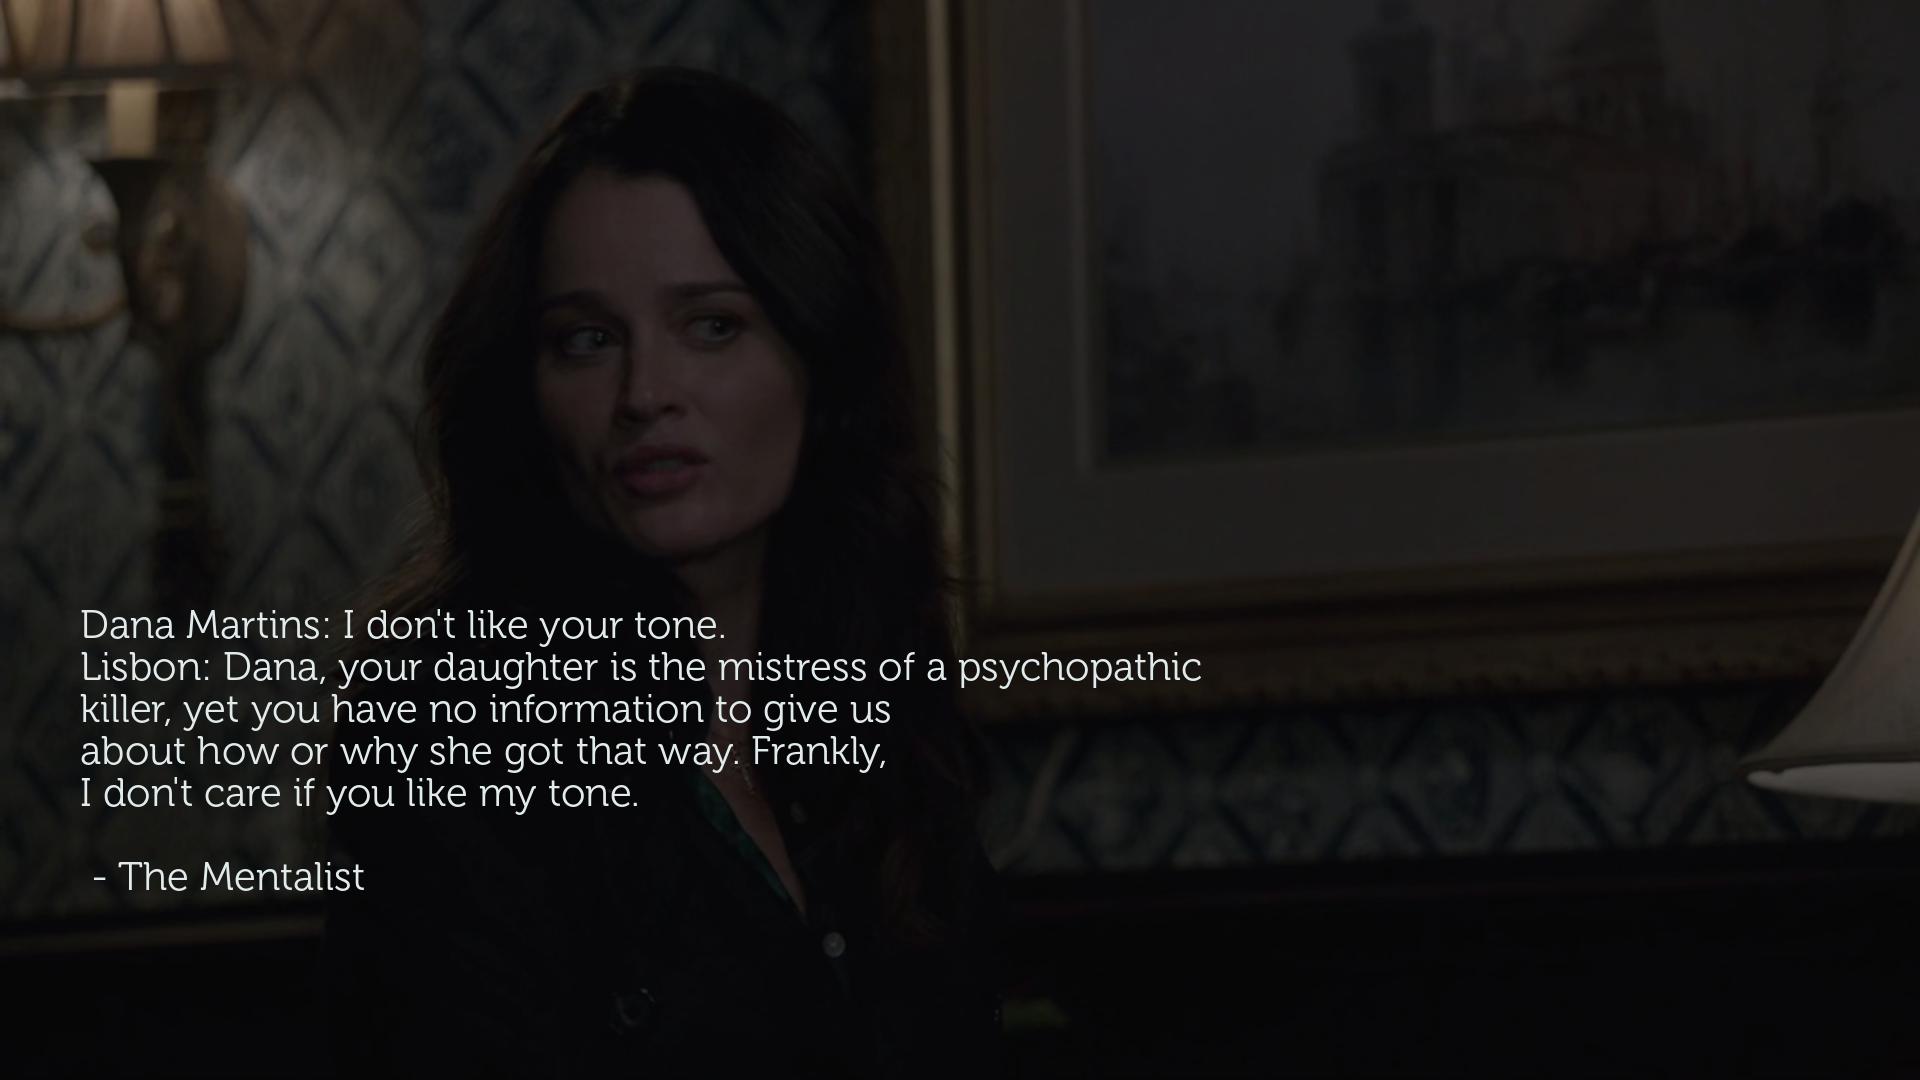 Dana Martins: I don't like your tone.
Lisbon: Dana, your daughter is the mistress of a psychopathic
killer, yet you have no information to give us
about how or why she got that way. Frankly,
I don't care if you like my tone.
- The Mentalist